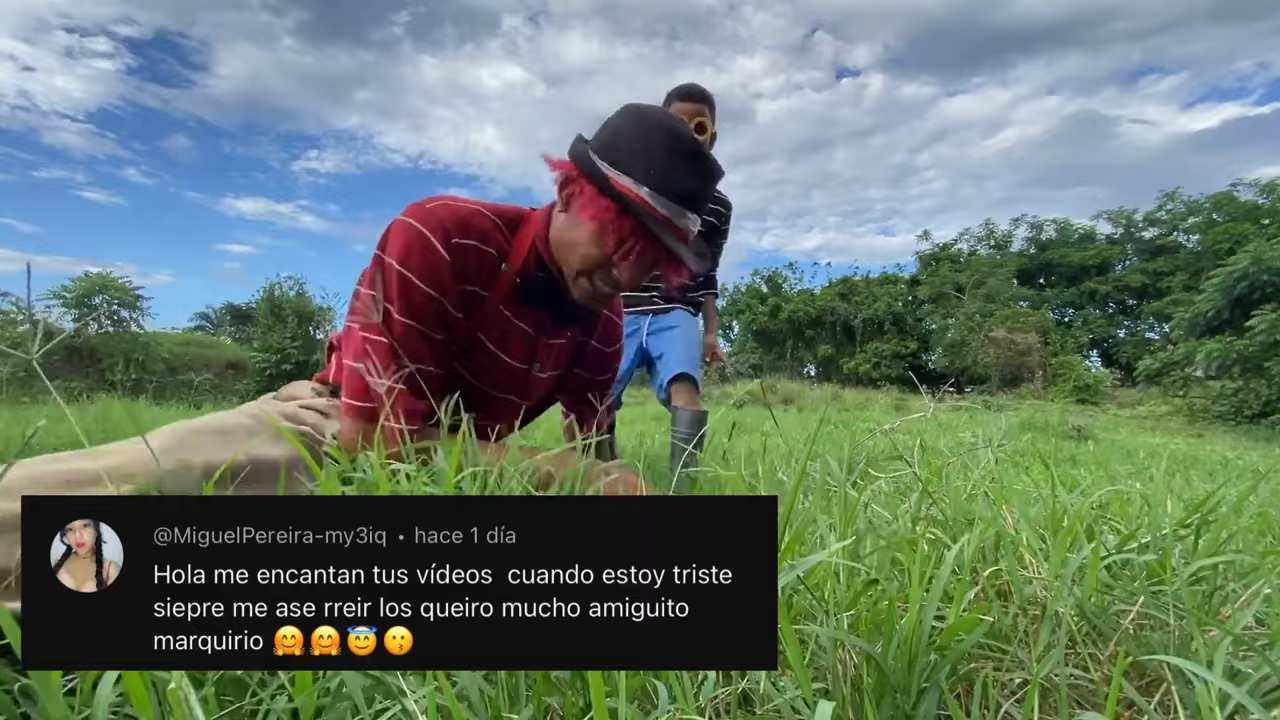 @MiguelPereira-my3iq • hace 1 día
Hola me encantan tus vídeos  cuando estoy triste
siepre me ase rreir los queiro mucho amiguito
marquirio 🤗🤗😇😗